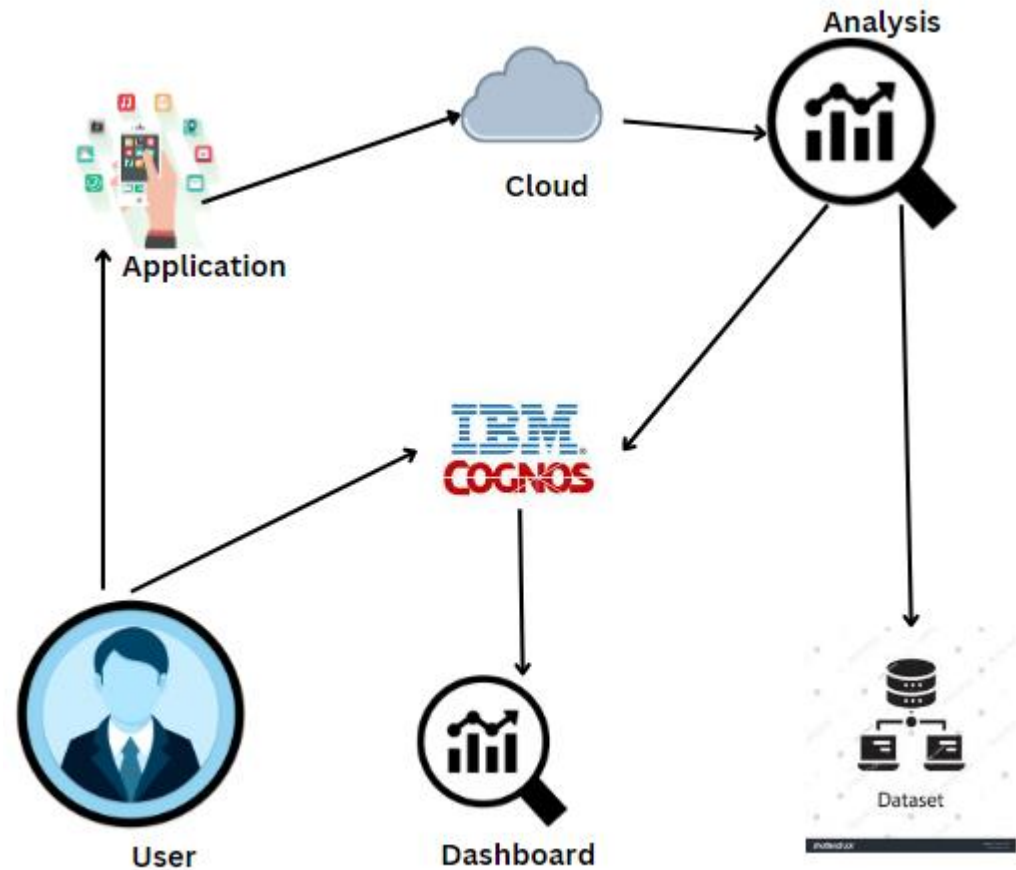 Analysis
Cloud
Application
IBM
COGNOS
Dataset
User
Dashboard